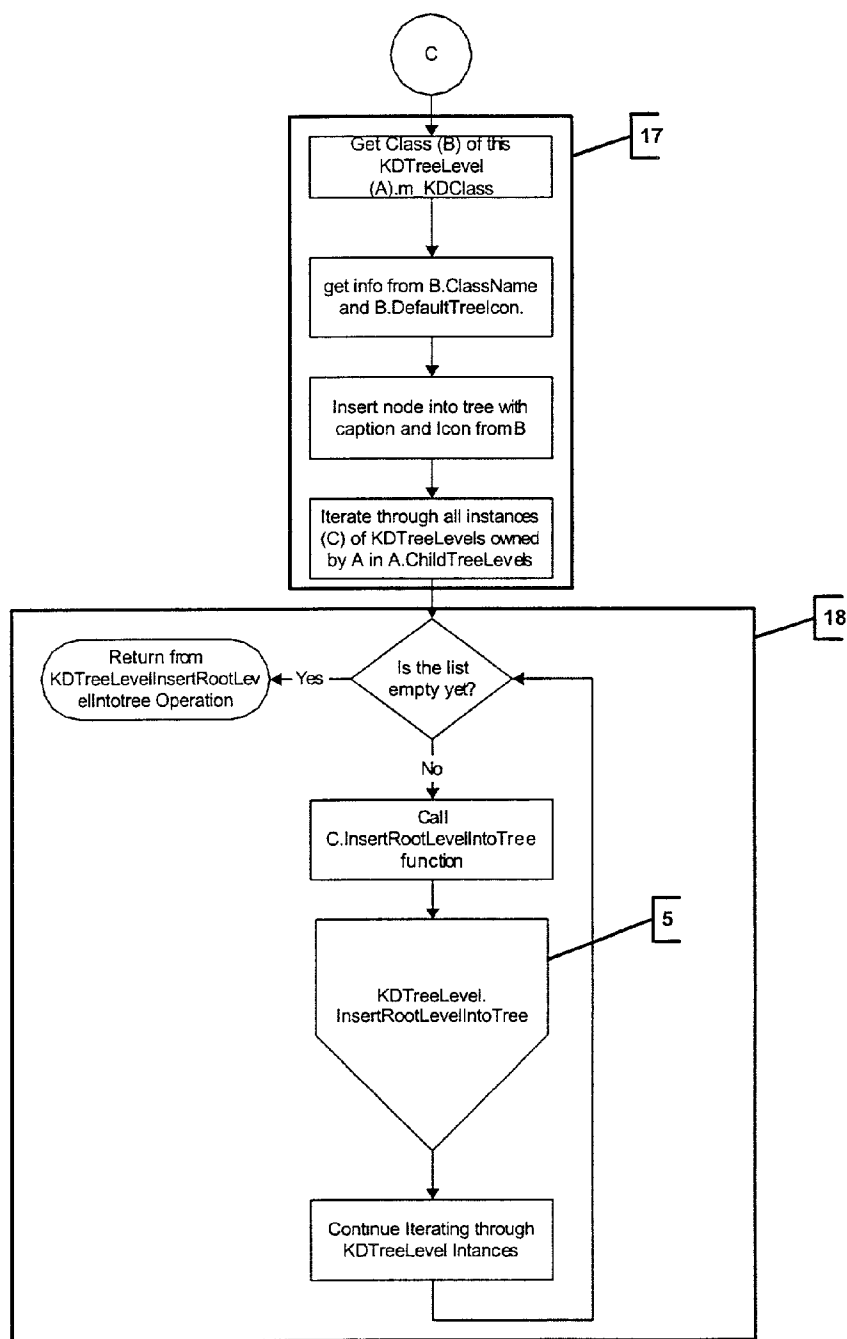 C
17
Get Class (B) of this
KDTreeLevel
(A).m_KDClass
get info from B.ClassName
and B.DefaultTreeIcon.
Insert node into tree with
caption and Icon from B
Iterate through all instances
(C) of KDTreeLevels owned
by A in A.ChildTreeLevels
18
Return from
KDTreeLevelInsertRootLev
elIntotree Operation
Yes
Is the list
empty yet?
No
Call
C.InsertRootLevelIntoTree
function
5
KDTreeLevel.
InsertRootLevelIntoTree
Continue Iterating through
KDTreeLevel Intances